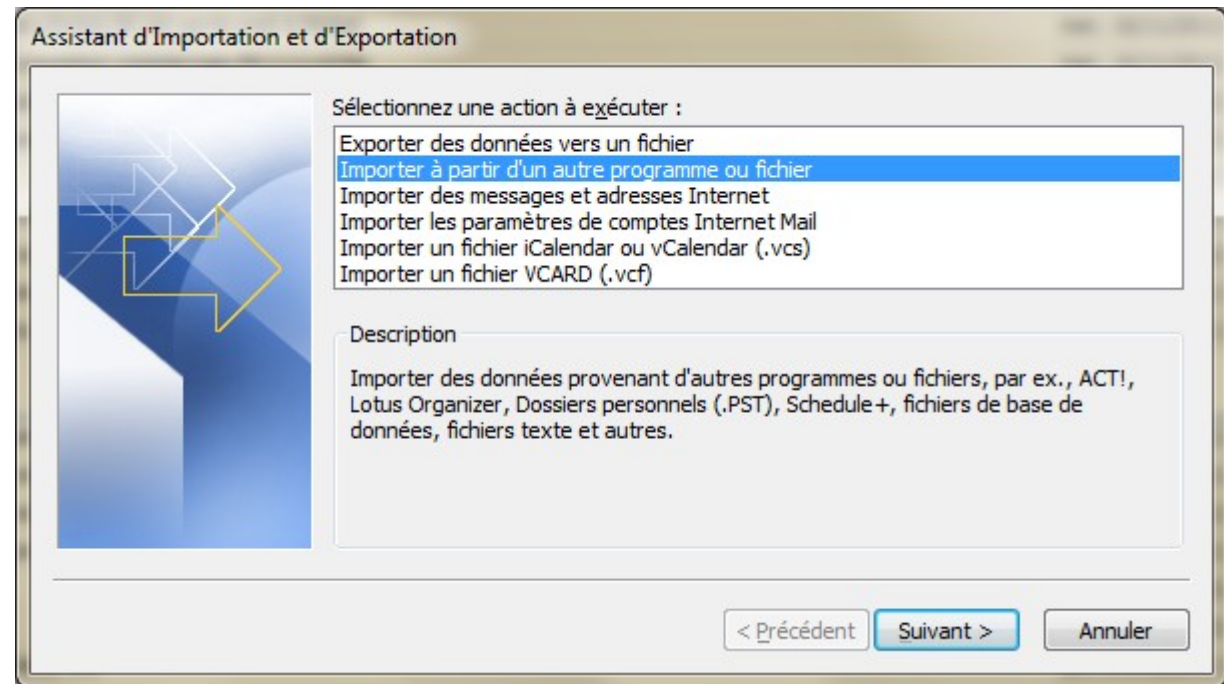 Assistant d'Importation et d'Exportation
Sélectionnez une action à exécuter :
Exporter des données vers un fichier
Importer à partir d'un autre programme ou fichier
Importer des messages et adresses Internet
Importer les paramètres de comptes Internet Mail
Importer un fichier iCalendar ou vCalendar (.vcs)
Importer un fichier VCARD (.vcf)
Description
Importer des données provenant d'autres programmes ou fichiers, par ex., ACT!,
Lotus Organizer, Dossiers personnels (.PST), Schedule+, fichiers de base de
données, fichiers texte et autres.
< Précédent Suivant > Annuler